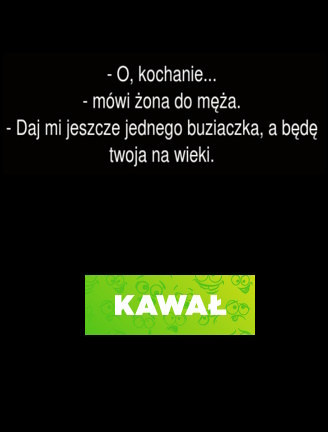 - O, kochanie...
- mówi żona do męża.
- Daj mi jeszcze jednego buziaczka, a będę
twoja na wieki.
KAWAŁ